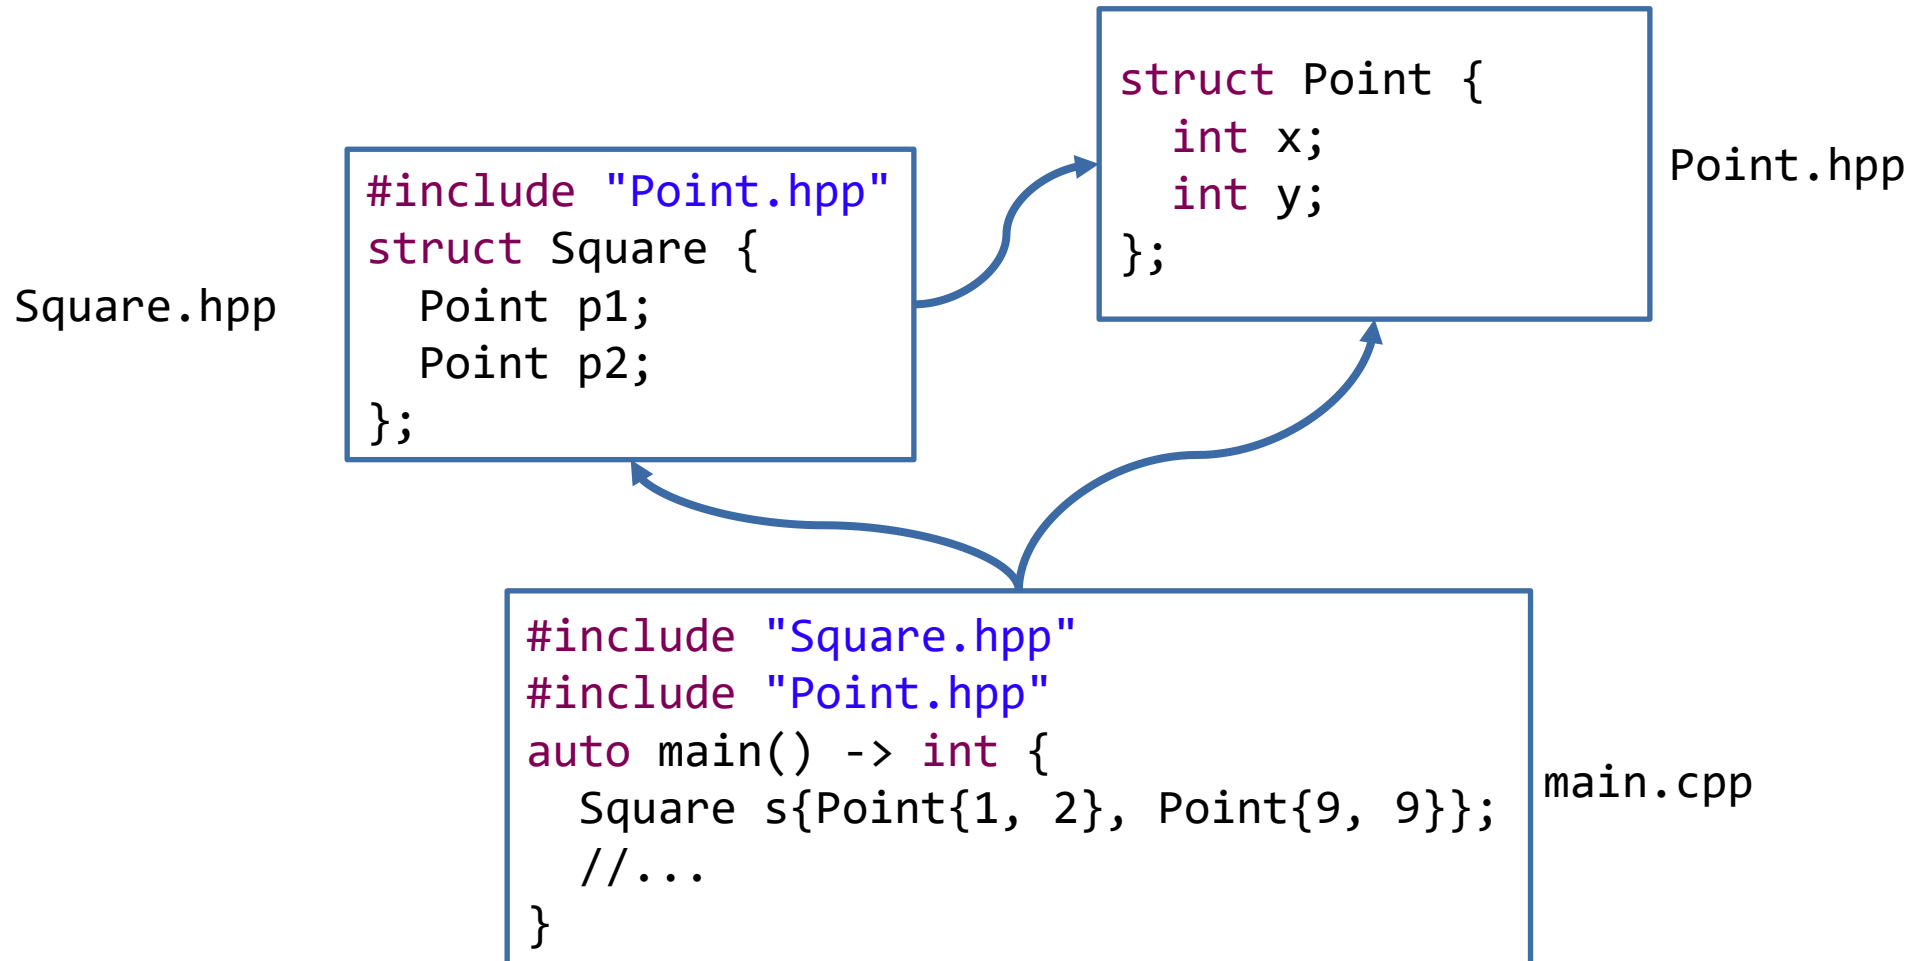 struct Point {
  int x;
  int y;
};
Point.hpp
Square.hpp
#include "Point.hpp"
struct Square {
  Point p1;
  Point p2;
};
#include "Square.hpp"
#include "Point.hpp"
auto main() -> int {
  Square s{Point{1, 2}, Point{9, 9}};
  //...
}
main.cpp